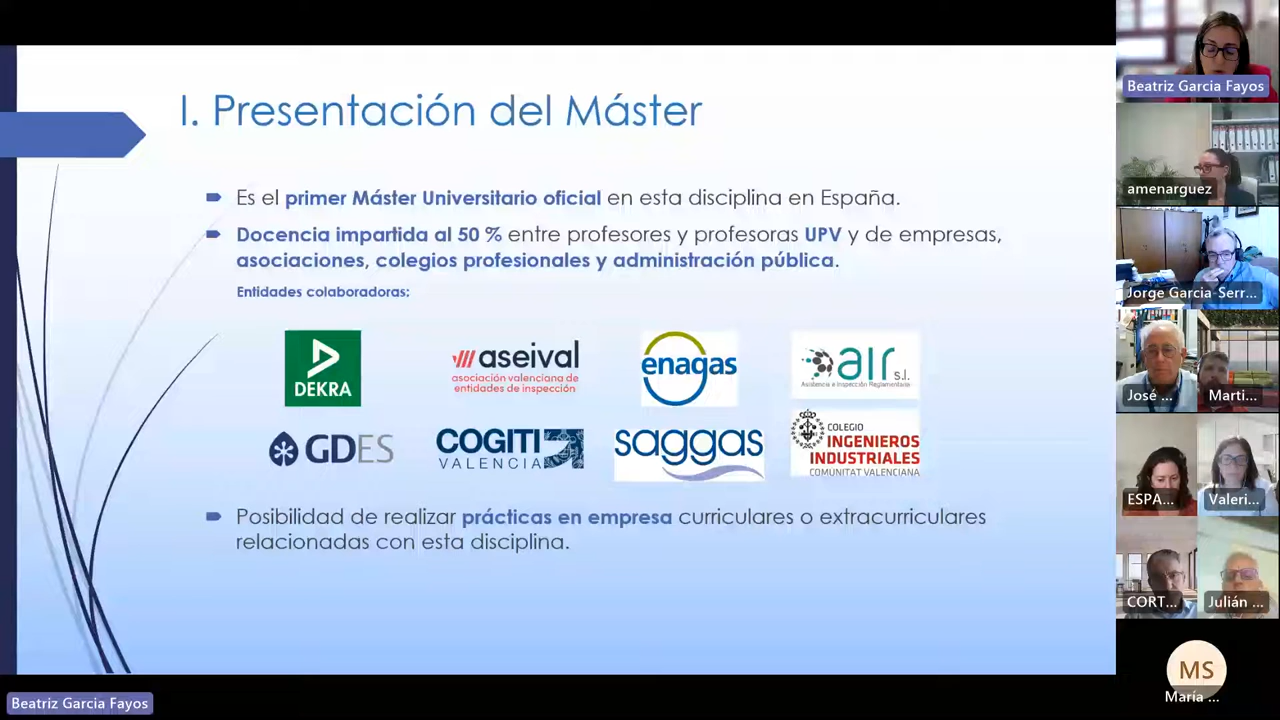 I. Presentación del Máster
Es el primer Máster Universitario oficial en esta disciplina en España.
Docencia impartida al 50 % entre profesores y profesoras UPV y de empresas,
asociaciones, colegios profesionales y administración pública.
Entidades colaboradoras:
DEKRA
aseival
asociación valenciana de
entidades de inspección
enagas
air s.l.
Asistencia e Inspección Reglamentaria
GDES
COGITI
VALENCIA
saggas
COLEGIO
INGENIEROS
INDUSTRIALES
COMUNITAT VALENCIANA
Posibilidad de realizar prácticas en empresa curriculares o extracurriculares
relacionadas con esta disciplina.
Beatriz Garcia Fayos
Beatriz Garcia Fayos
amenarguez
Jorge Garcia-Serr...
José ...
Marti...
ESPA...
Valeri...
CORT...
Julián ...
MS
María ...